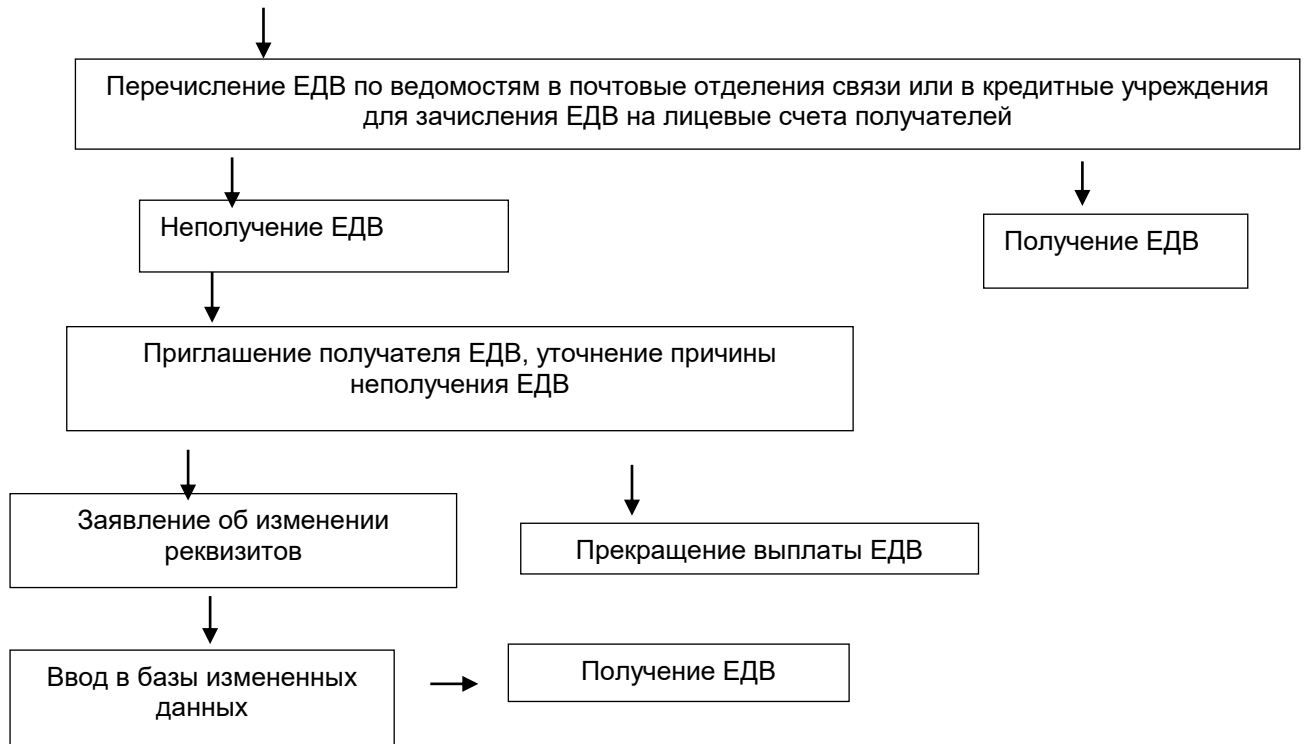 Перечисление ЕДВ по ведомостям в почтовые отделения связи или в кредитные учреждения
для зачисления ЕДВ на лицевые счета получателей
Неполучение ЕДВ
Получение ЕДВ
Приглашение получателя ЕДВ, уточнение причины
неполучения ЕДВ
Заявление об изменении
реквизитов
Прекращение выплаты ЕДВ
Ввод в базы измененных
данных
Получение ЕДВ